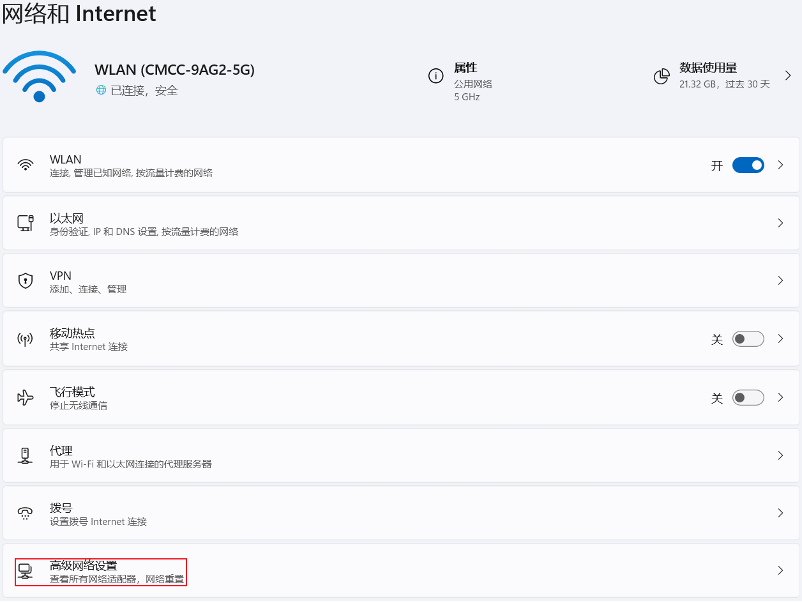 网络和 Internet
WLAN (CMCC-9AG2-5G)
已连接，安全
属性
公用网络
5 GHz
数据使用量
21.32 GB，过去 30 天
WLAN
连接, 管理已知网络, 按流量计费的网络
开
以太网
身份验证, IP 和 DNS 设置, 按流量计费的网络
VPN
添加、连接、管理
移动热点
共享 Internet 连接
关
飞行模式
停止无线通信
关
代理
用于 Wi-Fi 和以太网连接的代理服务器
拨号
设置拨号 Internet 连接
高级网络设置
查看所有网络适配器，网络重置